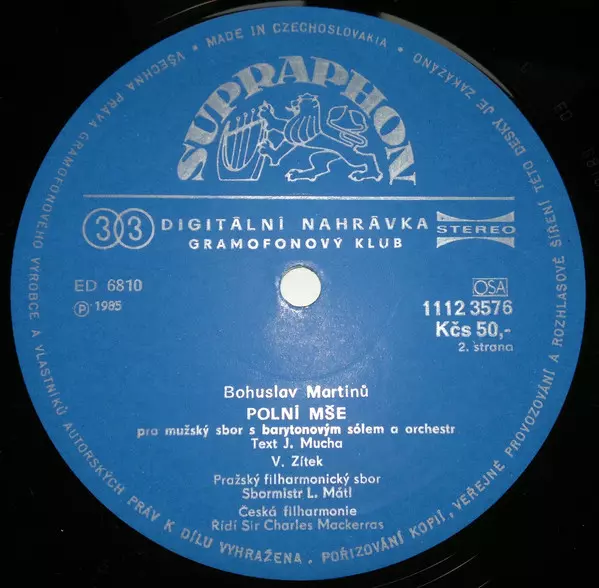 VŠECHNA PRÁVA GRAMOFONOVÉHO VÝROBCE A VLASTNÍKŮ AUTORSKÝCH PRÁV K DÍLU VYHRAŽENA. POŘIZOVÁNÍ KOPIÍ, VEŘEJNÉ PROVOZOVÁNÍ A ROZHLASOVÉ ŠÍŘENÍ TÉTO DESKY JE ZAKÁZÁNO
• MADE IN CZECHOSLOVAKIA •
SUPRAPHON
33 DIGITÁLNÍ NAHRÁVKA STEREO
GRAMOFONOVÝ KLUB
ED 6810 OSA
Ⓟ 1985 1112 3576
Kčs 50,-
2. strana
Bohuslav Martinů
POLNÍ MŠE
pro mužský sbor s barytonovým sólem a orchestr
Text J. Mucha
V. Zítek
Pražský filharmonický sbor
Sbormistr L. Mátl
Česká filharmonie
Řídí Sir Charles Mackerras